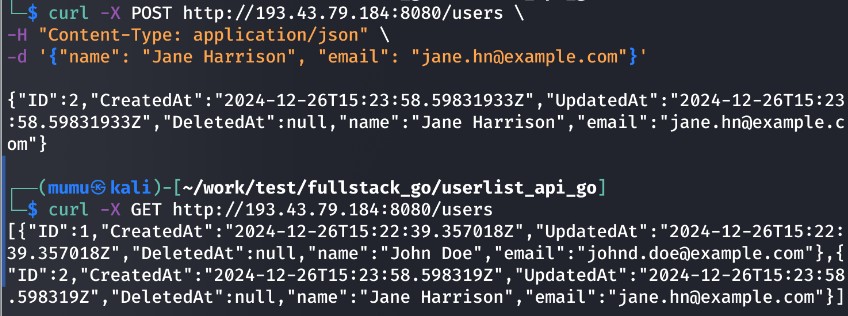 └─$ curl -X POST http://193.43.79.184:8080/users \
-H "Content-Type: application/json" \
-d '{"name": "Jane Harrison", "email": "jane.hn@example.com"}'
{"ID":2,"CreatedAt":"2024-12-26T15:23:58.59831933Z","UpdatedAt":"2024-12-26T15:23
:58.59831933Z","DeletedAt":null,"name":"Jane Harrison","email":"jane.hn@example.c
om"}
┌──(mumu㉿kali)-[~/work/test/fullstack_go/userlist_api_go]
└─$ curl -X GET http://193.43.79.184:8080/users
[{"ID":1,"CreatedAt":"2024-12-26T15:22:39.357018Z","UpdatedAt":"2024-12-26T15:22:
39.357018Z","DeletedAt":null,"name":"John Doe","email":"johnd.doe@example.com"},{
"ID":2,"CreatedAt":"2024-12-26T15:23:58.598319Z","UpdatedAt":"2024-12-26T15:23:58
.598319Z","DeletedAt":null,"name":"Jane Harrison","email":"jane.hn@example.com"}]